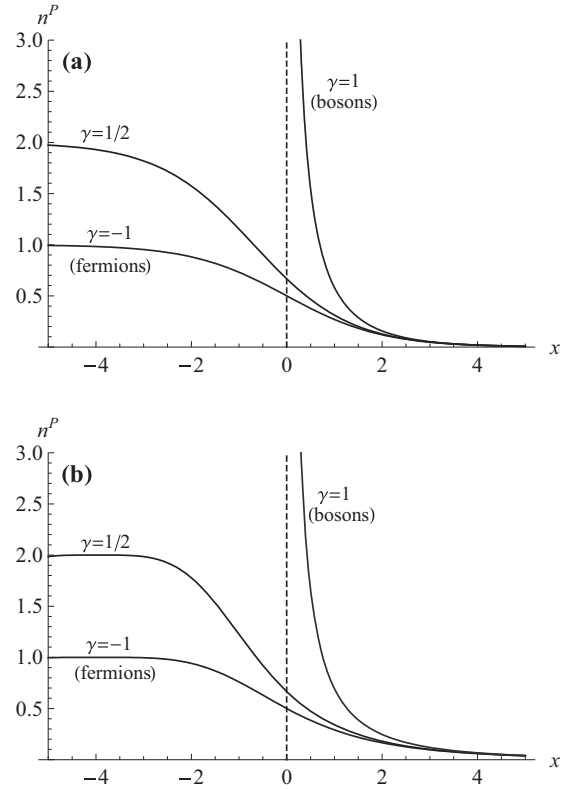 n^P
3.0
(a)
γ=1
(bosons)
2.5
γ=1/2
2.0
1.5
γ=−1
1.0
(fermions)
0.5
−4 −2 0 2 4 x
n^P
3.0
(b)
γ=1
(bosons)
2.5
γ=1/2
2.0
1.5
γ=−1
1.0
(fermions)
0.5
−4 −2 0 2 4 x